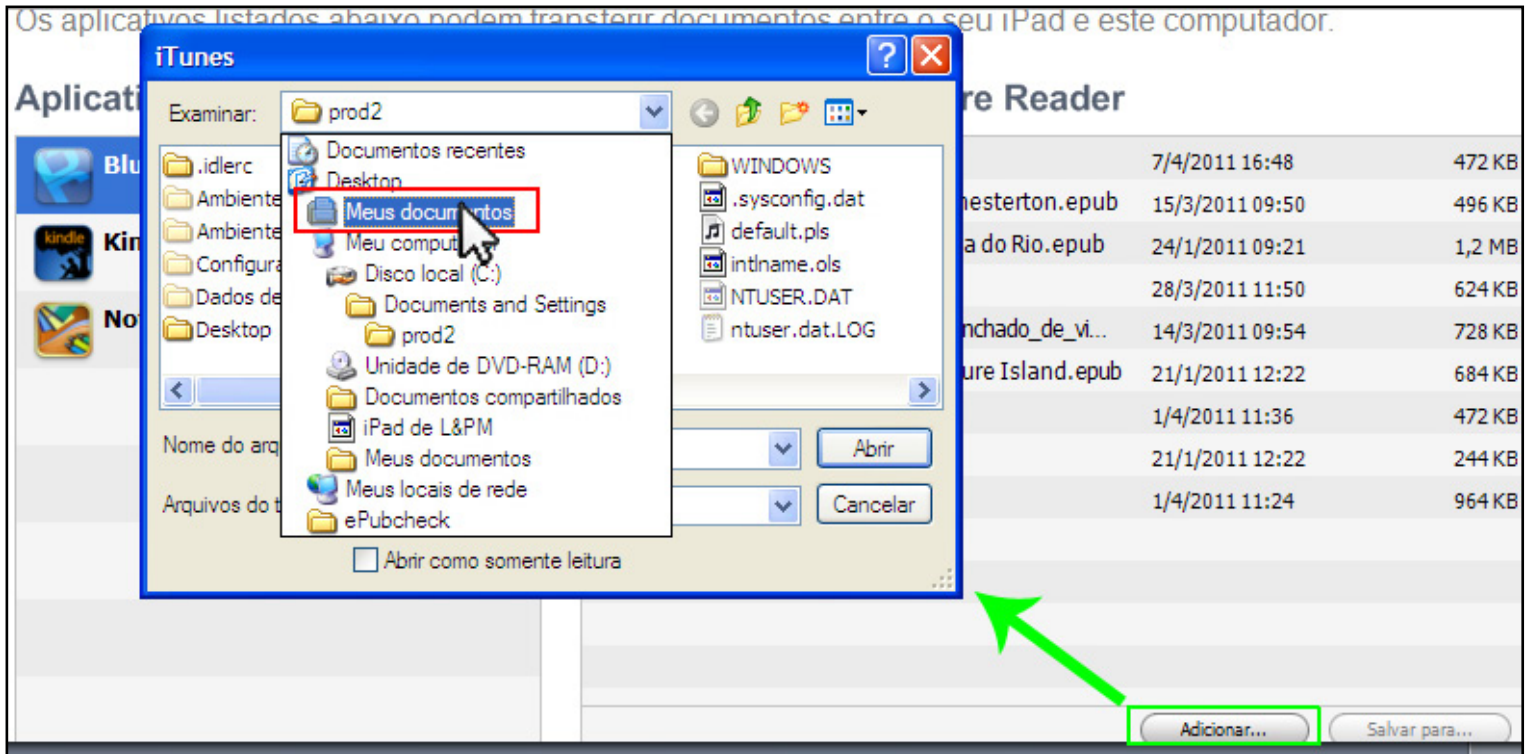 Os aplicativos listados abaixo podem transferir documentos entre o seu iPad e este computador.
iTunes
Aplicati
re Reader
Examinar:
prod2
Blu
Kin
kindle
No
.idlerc
Ambiente
Ambiente
Configura
Dados de
Desktop
Documentos recentes
Desktop
Meus documentos
Meu comput
Disco local (C:)
Documents and Settings
prod2
Unidade de DVD-RAM (D:)
Documentos compartilhados
iPad de L&PM
Meus documentos
Meus locais de rede
ePubcheck
WINDOWS
.sysconfig.dat
default.pls
intlname.ols
NTUSER.DAT
ntuser.dat.LOG
Nome do arq
Abrir
Arquivos do t
Cancelar
Abrir como somente leitura
7/4/2011 16:48 472 KB
hesterton.epub 15/3/2011 09:50 496 KB
a do Rio.epub 24/1/2011 09:21 1,2 MB
28/3/2011 11:50 624 KB
nchado_de_vi... 14/3/2011 09:54 728 KB
ure Island.epub 21/1/2011 12:22 684 KB
1/4/2011 11:36 472 KB
21/1/2011 12:22 244 KB
1/4/2011 11:24 964 KB
Adicionar...
Salvar para...